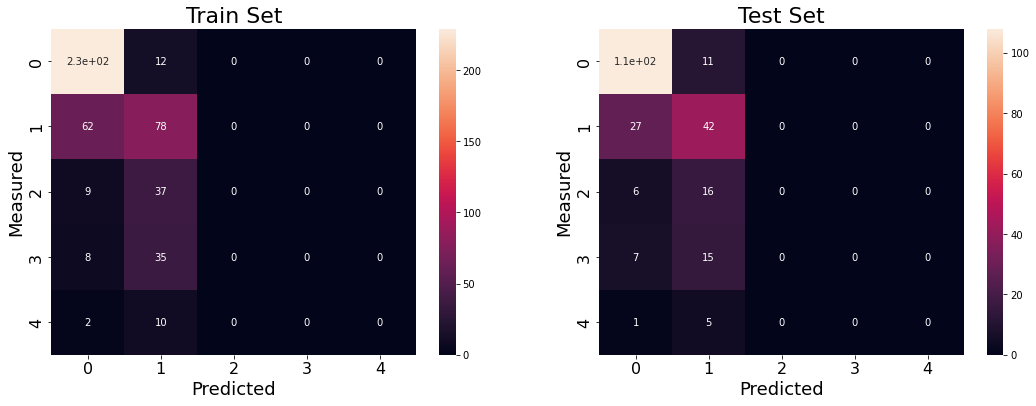 Train Set
Measured
0 2.3e+02 12 0 0 0
1 62 78 0 0 0
2 9 37 0 0 0
3 8 35 0 0 0
4 2 10 0 0 0
0 1 2 3 4
Predicted
200
150
100
50
0
Test Set
Measured
0 1.1e+02 11 0 0 0
1 27 42 0 0 0
2 6 16 0 0 0
3 7 15 0 0 0
4 1 5 0 0 0
0 1 2 3 4
Predicted
100
80
60
40
20
0